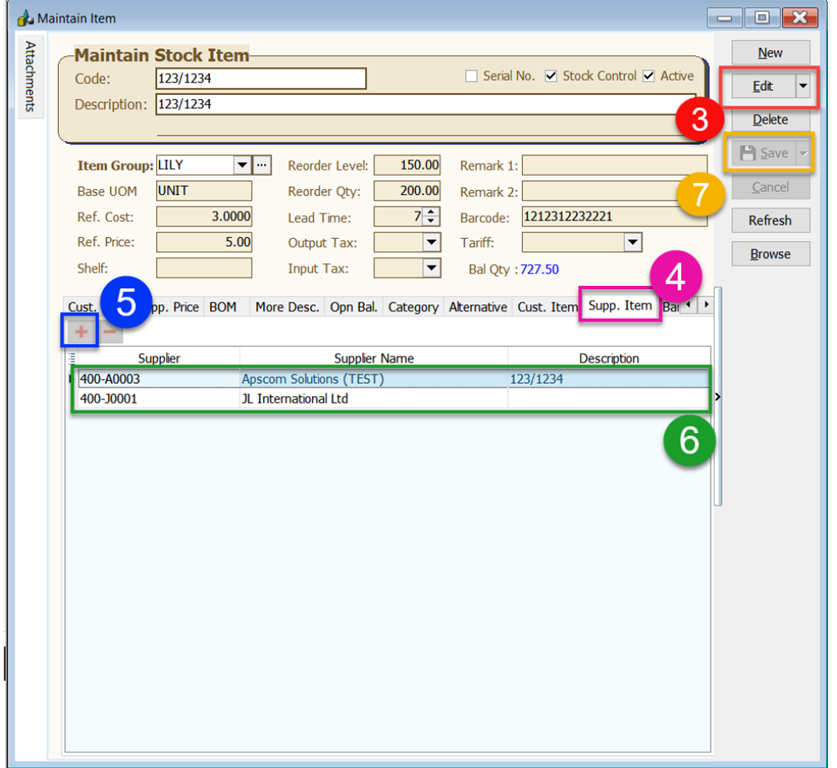 Maintain Item
Attachments
Maintain Stock Item
Code: 123/1234 Serial No. Stock Control Active
Description: 123/1234
New
Edit
3
Delete
Save
7
Cancel
Refresh
Browse
Item Group: LILY ... Reorder Level: 150.00 Remark 1:
Base UOM UNIT Reorder Qty: 200.00 Remark 2:
Ref. Cost: 3.0000 Lead Time: 7 Barcode: 1212312232221
Ref. Price: 5.00 Output Tax: Tariff:
Shelf: Input Tax: Bal Qty : 727.50
4
5
Cust. pp. Price BOM More Desc. Opn Bal. Category Alternative Cust. Item Supp. Item Ba
Supplier Supplier Name Description
400-A0003 Apscom Solutions (TEST) 123/1234
400-J0001 JL International Ltd
6